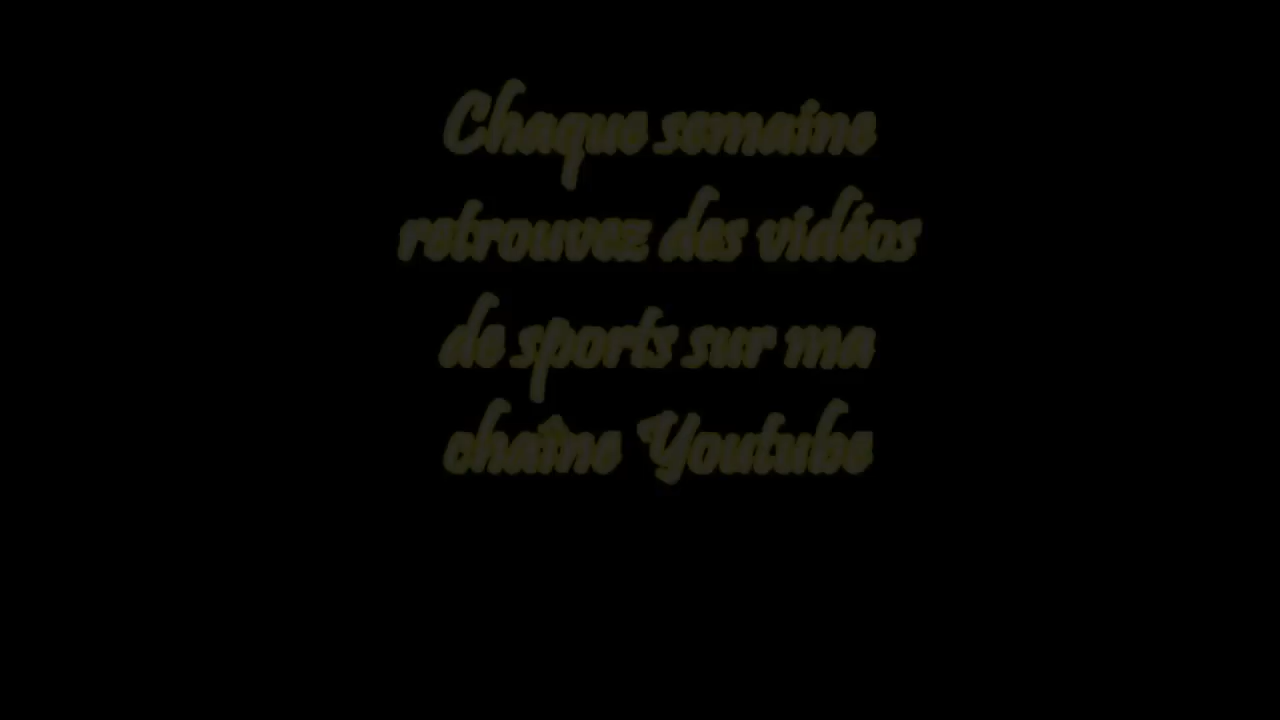 Chaque semaine
retrouvez des vidéos
de sports sur ma
chaîne Youtube